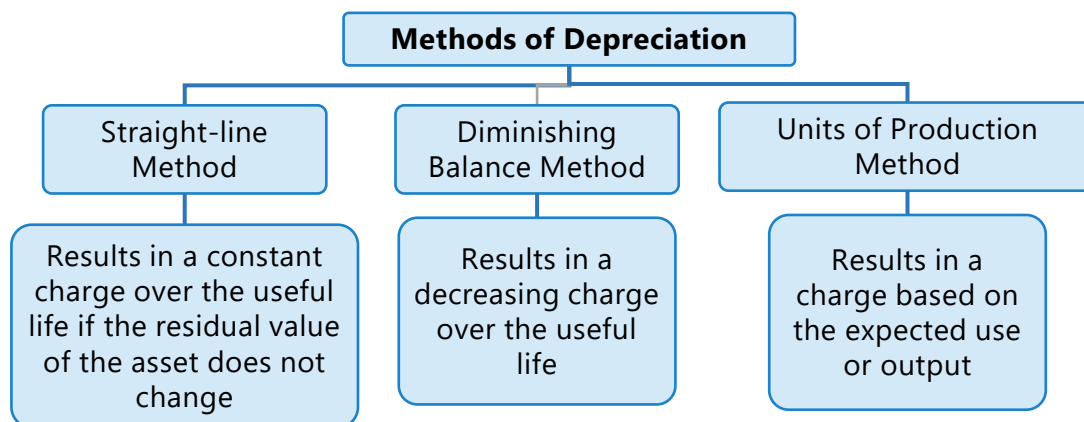 Methods of Depreciation
Straight-line
Method
Diminishing
Balance Method
Units of Production
Method
Results in a constant
charge over the useful
life if the residual value
of the asset does not
change
Results in a
decreasing charge
over the useful
life
Results in a
charge based on
the expected use
or output